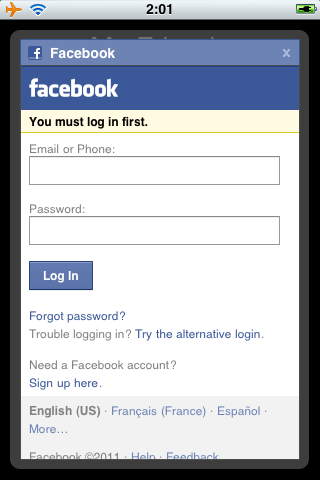 2:01
Facebook x
facebook
You must log in first.
Email or Phone:
Password:
Log In
Forgot password?
Trouble logging in? Try the alternative login.
Need a Facebook account?
Sign up here.
English (US) · Français (France) · Español ·
More...
Facebook ©2011 · Help · Feedback